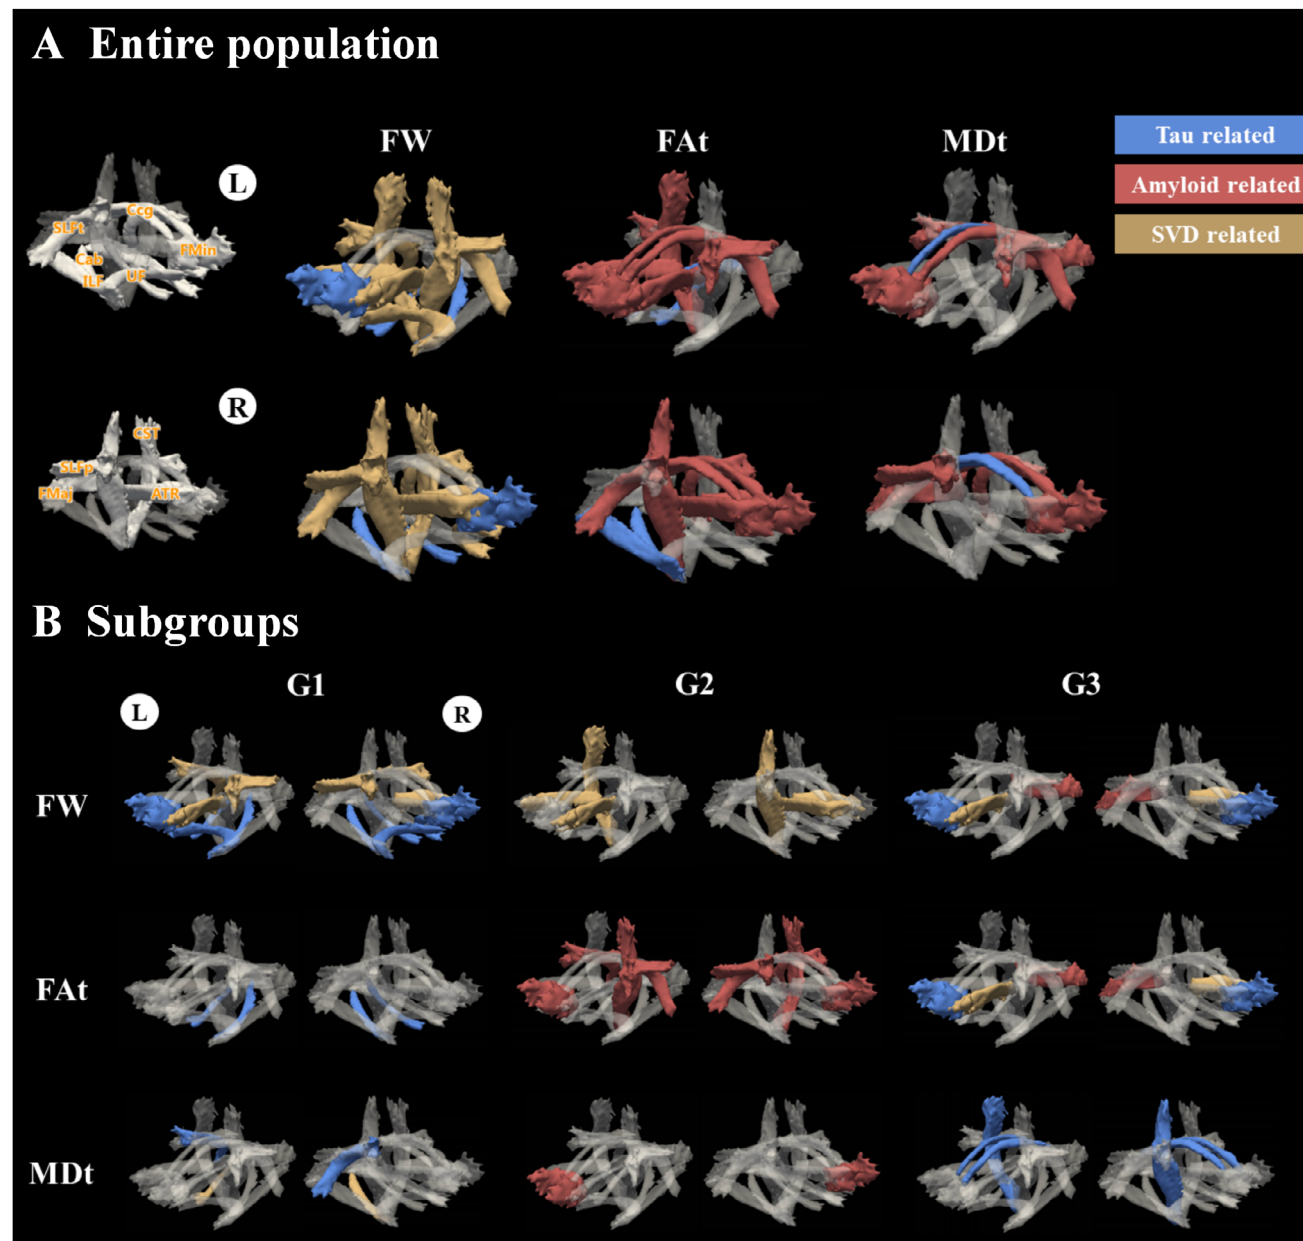 A Entire population
FW FAt MDt
Tau related
Amyloid related
SVD related
L
Ccg
SLFt
FMin
Cab
UF
ILF
R
CST
SLFp
FMaj ATR
B Subgroups
G1 G2 G3
L R
FW
FAt
MDt